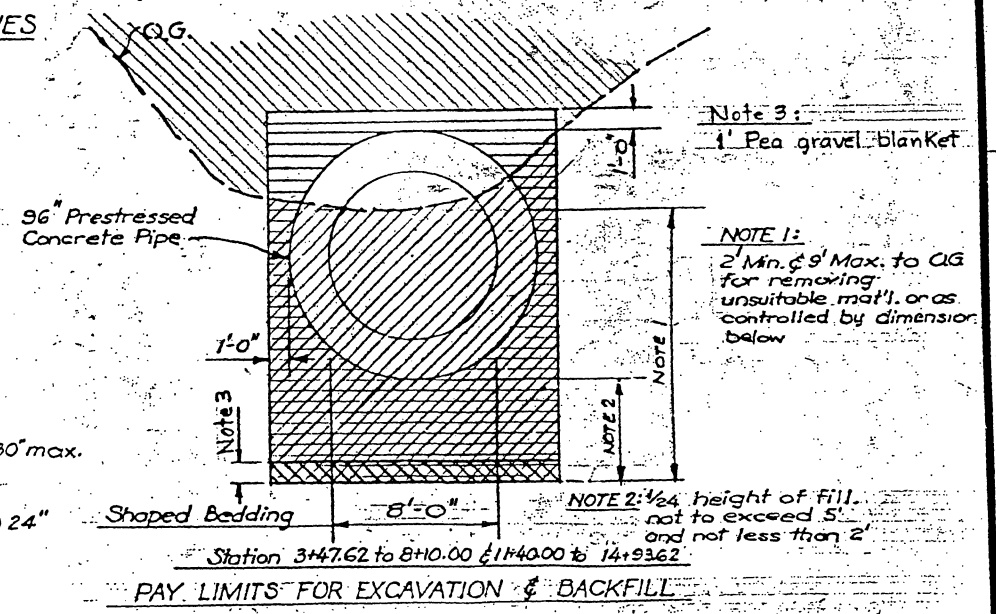 O.G.
Note 3:
1' Pea gravel blanket
1'-0"
96" Prestressed
Concrete Pipe
NOTE 1:
2' Min. & 9' Max. to O.G
for removing
unsuitable mat'l. or as
controlled by dimension
below
1'-0"
NOTE 1
NOTE 2
Note 3
30" max.
24"
Shaped Bedding
8'-0"
NOTE 2: 1/24 height of fill.
not to exceed 5'
and not less than 2'
Station 3+47.62 to 8+10.00 & 11+40.00 to 14+93.62
PAY LIMITS FOR EXCAVATION & BACKFILL